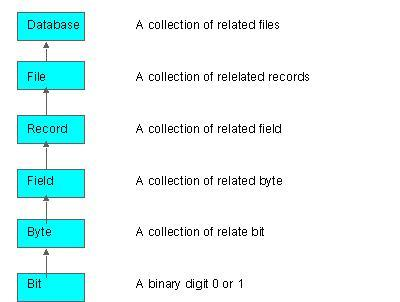 Database A collection of related files
File A collection of relelated records
Record A collection of related field
Field A collection of related byte
Byte A collection of relate bit
Bit A binary digit 0 or 1